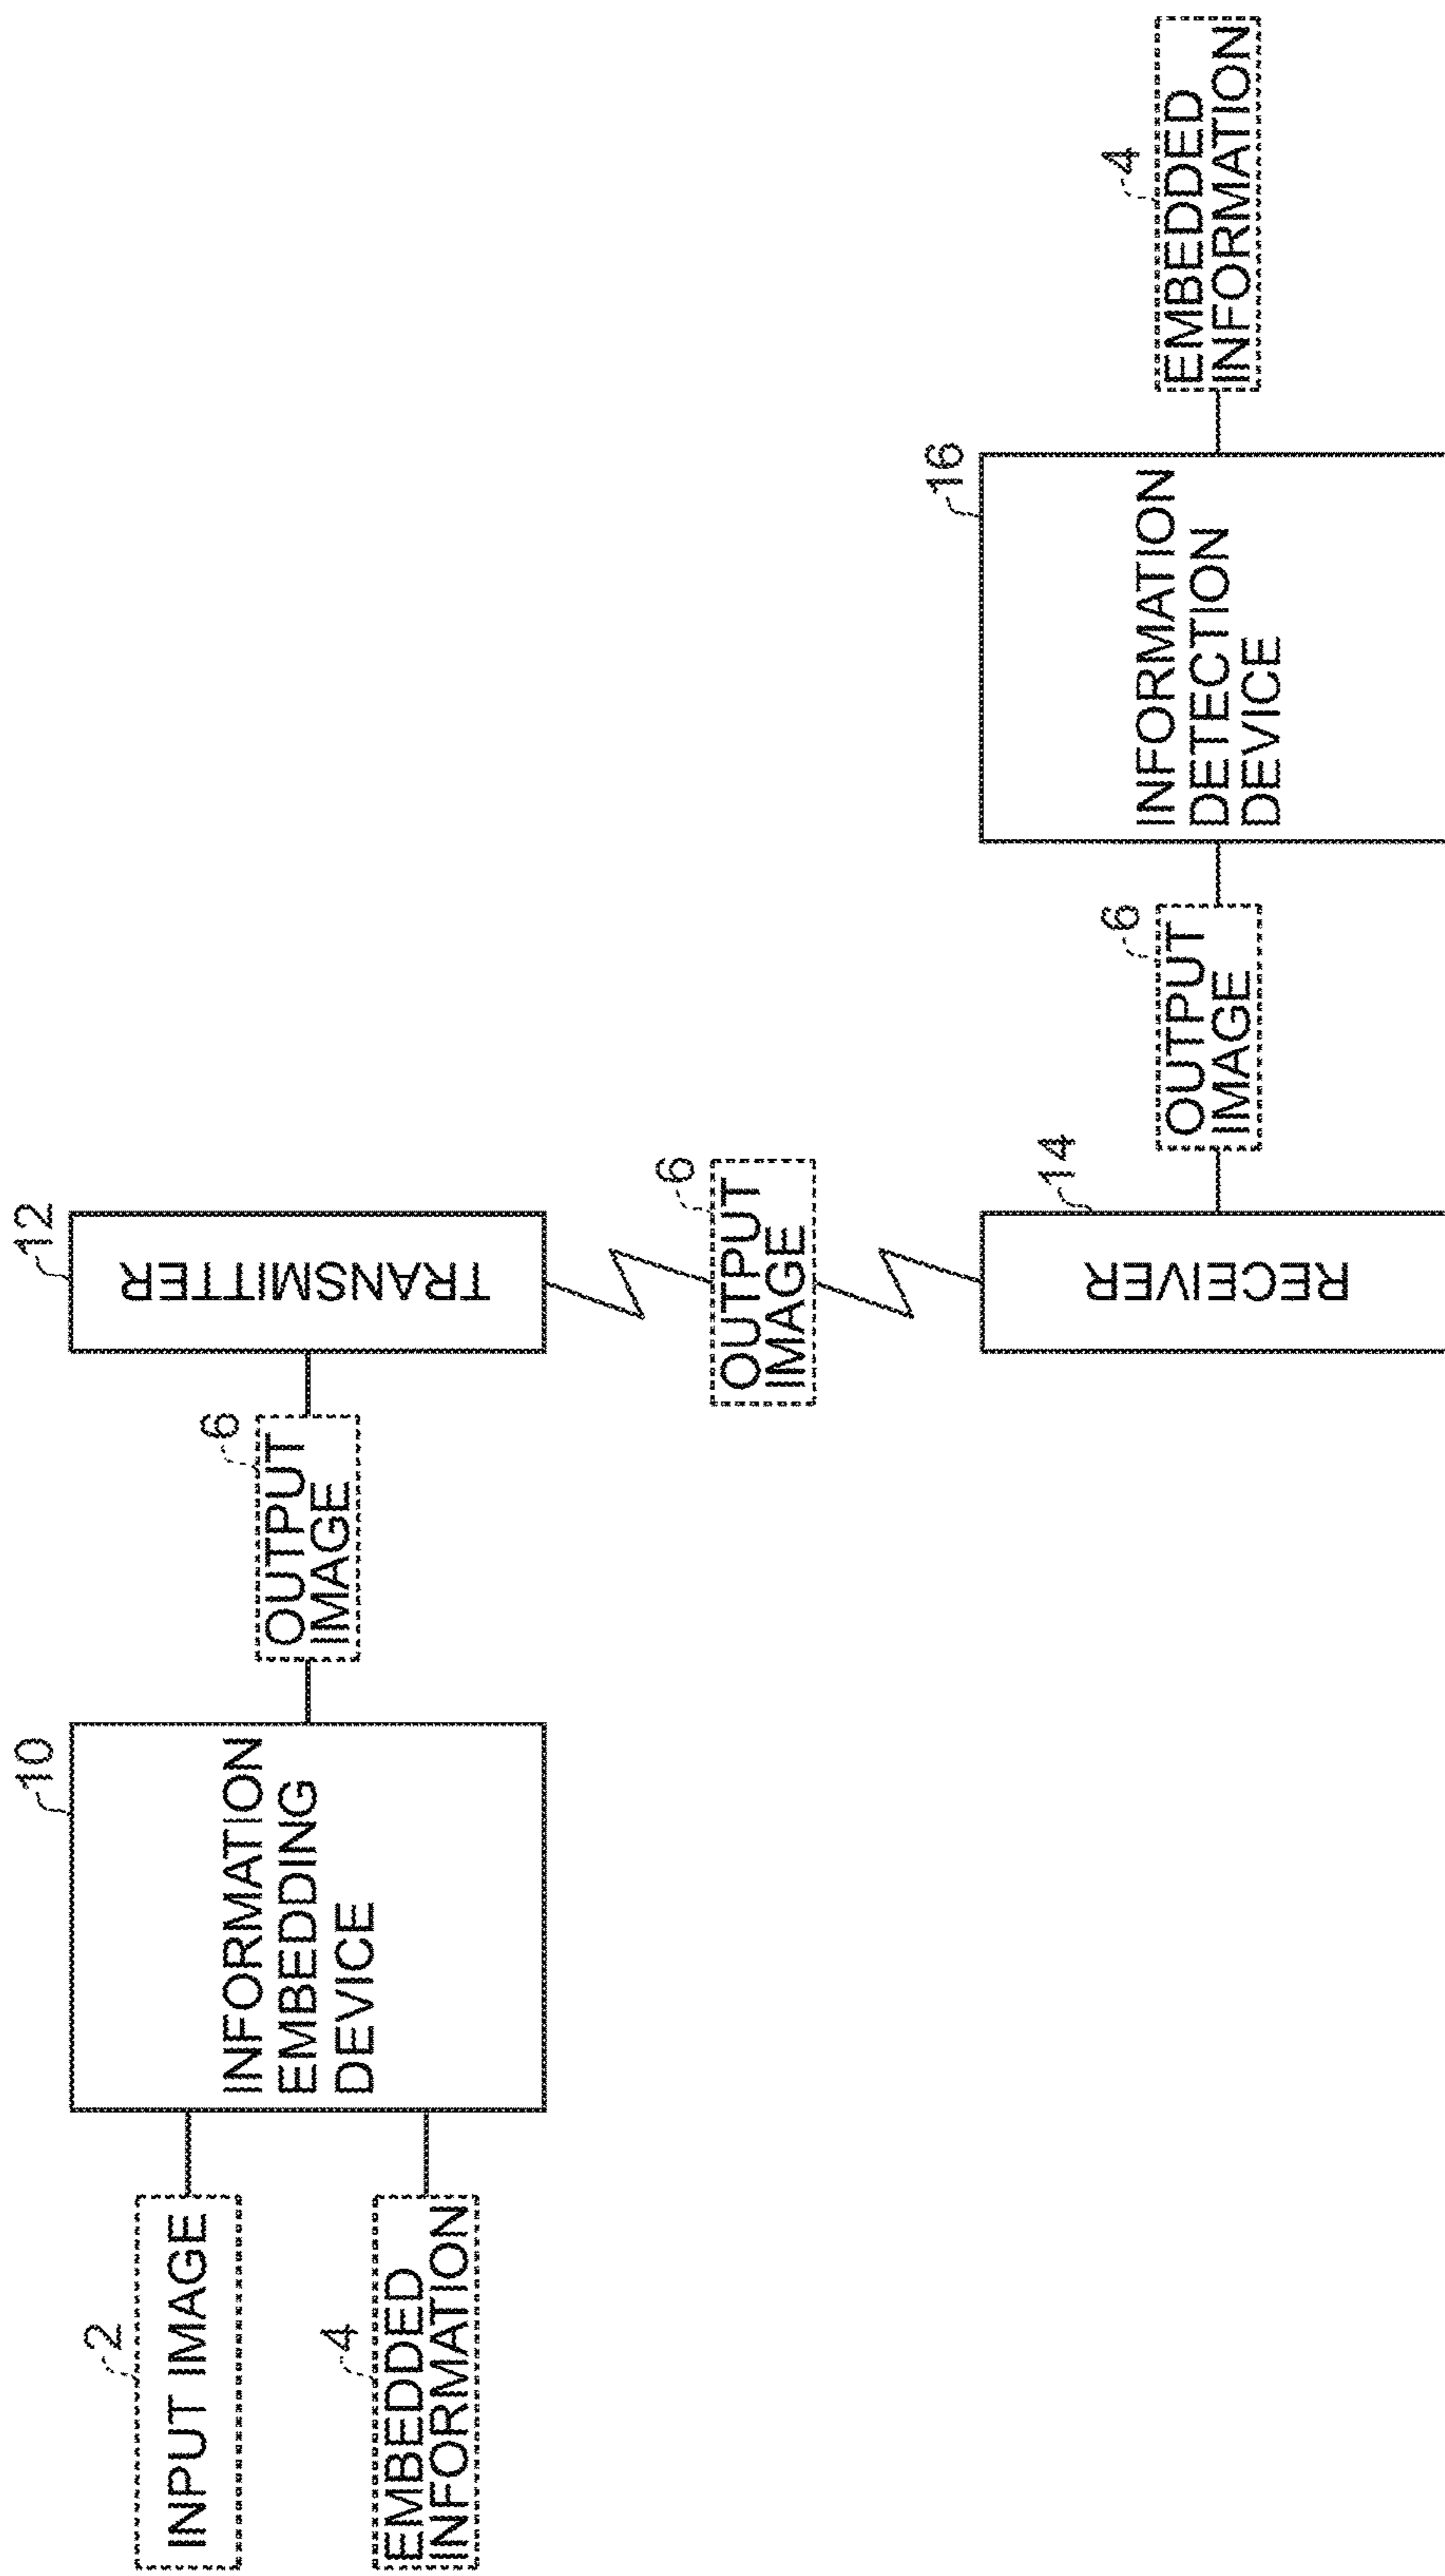 2
INPUT IMAGE
4
EMBEDDED
INFORMATION
10
INFORMATION
EMBEDDING
DEVICE
6
OUTPUT
IMAGE
12
TRANSMITTER
6
OUTPUT
IMAGE
14
RECEIVER
6
OUTPUT
IMAGE
16
INFORMATION
DETECTION
DEVICE
4
EMBEDDED
INFORMATION